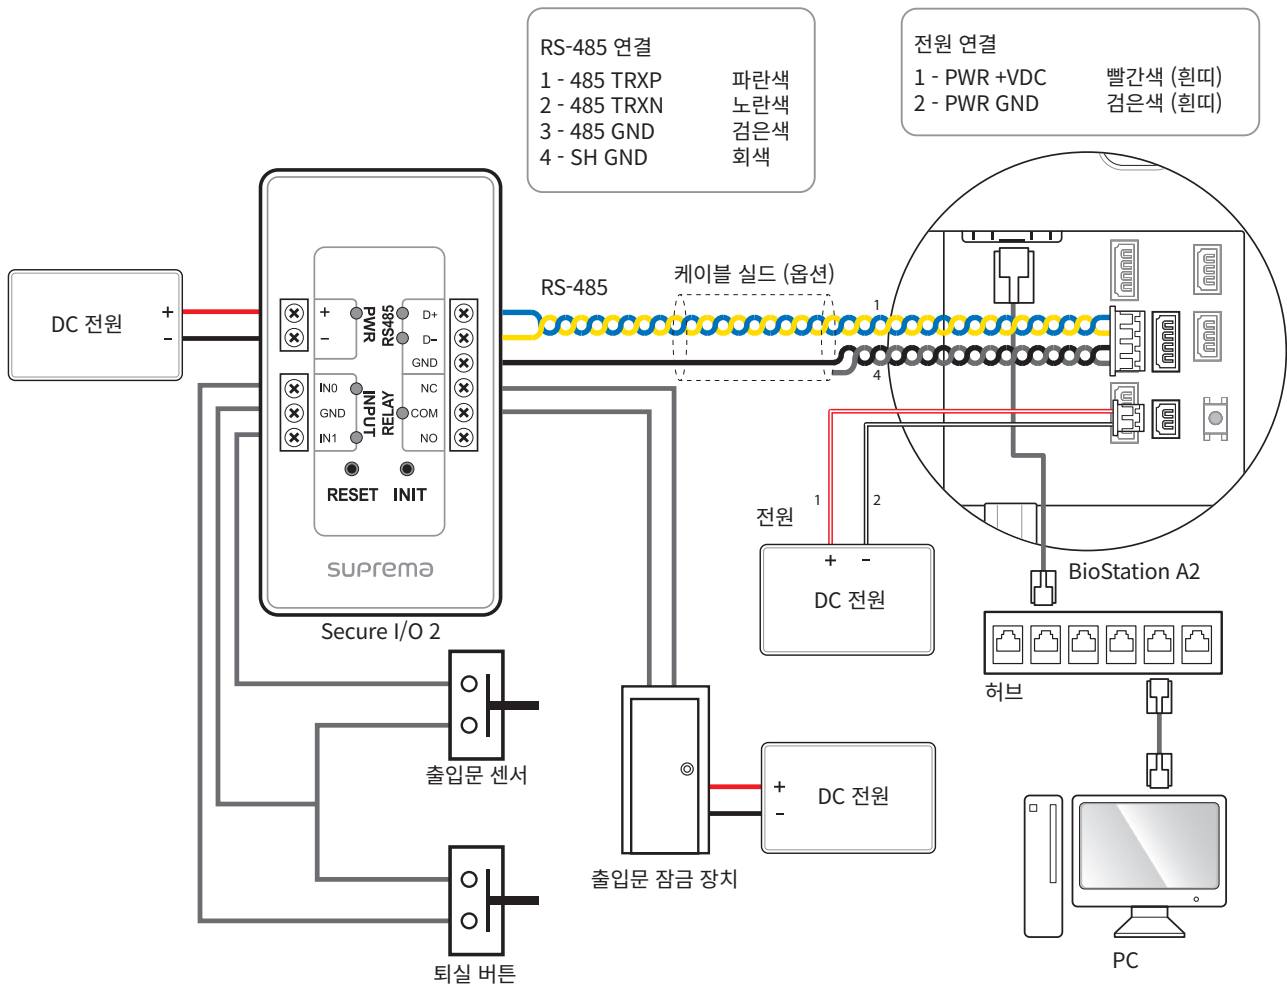 RS-485 연결
1 - 485 TRXP 파란색
2 - 485 TRXN 노란색
3 - 485 GND 검은색
4 - SH GND 회색
전원 연결
1 - PWR +VDC 빨간색 (흰띠)
2 - PWR GND 검은색 (흰띠)
DC 전원
+
-
+
-
PWR
RS485
D+
D-
GND
IN0
GND
IN1
INPUT
RELAY
NC
COM
NO
RESET INIT
suprema
Secure I/O 2
RS-485
케이블 실드 (옵션)
1
4
전원
1
2
+ -
DC 전원
BioStation A2
허브
출입문 센서
퇴실 버튼
출입문 잠금 장치
+
-
DC 전원
PC